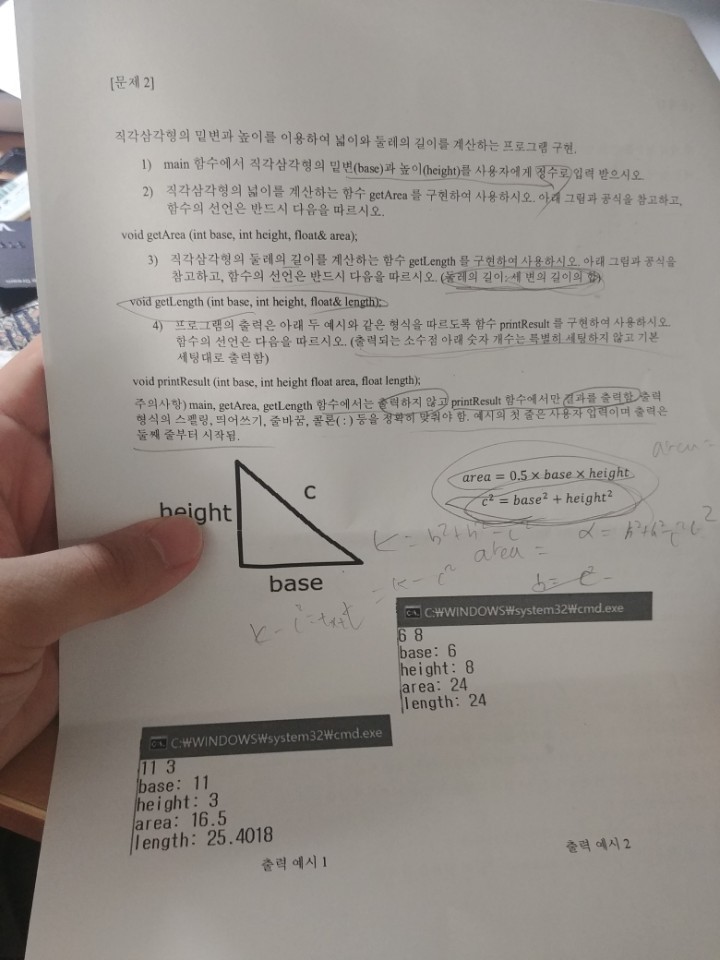 [문제 2]
직각삼각형의 밑변과 높이를 이용하여 넓이와 둘레의 길이를 계산하는 프로그램 구현.
1) main 함수에서 직각삼각형의 밑변(base)과 높이(height)를 사용자에게 정수로 입력 받으시오
2) 직각삼각형의 넓이를 계산하는 함수 getArea 를 구현하여 사용하시오. 아래 그림과 공식을 참고하고,
함수의 선언은 반드시 다음을 따르시오.
void getArea (int base, int height, float& area);
3) 직각삼각형의 둘레의 길이를 계산하는 함수 getLength 를 구현하여 사용하시오. 아래 그림과 공식을
참고하고, 함수의 선언은 반드시 다음을 따르시오. (둘레의 길이: 세 변의 길이의 합)
void getLength (int base, int height, float& length);
4) 프로그램의 출력은 아래 두 예시와 같은 형식을 따르도록 함수 printResult 를 구현하여 사용하시오.
함수의 선언은 다음을 따르시오. (출력되는 소수점 아래 숫자 개수는 특별히 세팅하지 않고 기본
세팅대로 출력함)
void printResult (int base, int height float area, float length);
주의사항) main, getArea, getLength 함수에서는 출력하지 않고 printResult 함수에서만 결과를 출력함. 출력
형식의 스펠링, 띄어쓰기, 줄바꿈, 콜론( : ) 등을 정확히 맞춰야 함. 예시의 첫 줄은 사용자 입력이며 출력은
둘째 줄부터 시작됨.
area =
area = 0.5 × base × height
c² = base² + height²
height
c
base
area =
C:₩WINDOWS₩system32₩cmd.exe
6 8
base: 6
height: 8
area: 24
length: 24
C:₩WINDOWS₩system32₩cmd.exe
11 3
base: 11
height: 3
area: 16.5
length: 25.4018
출력 예시 1
출력 예시 2